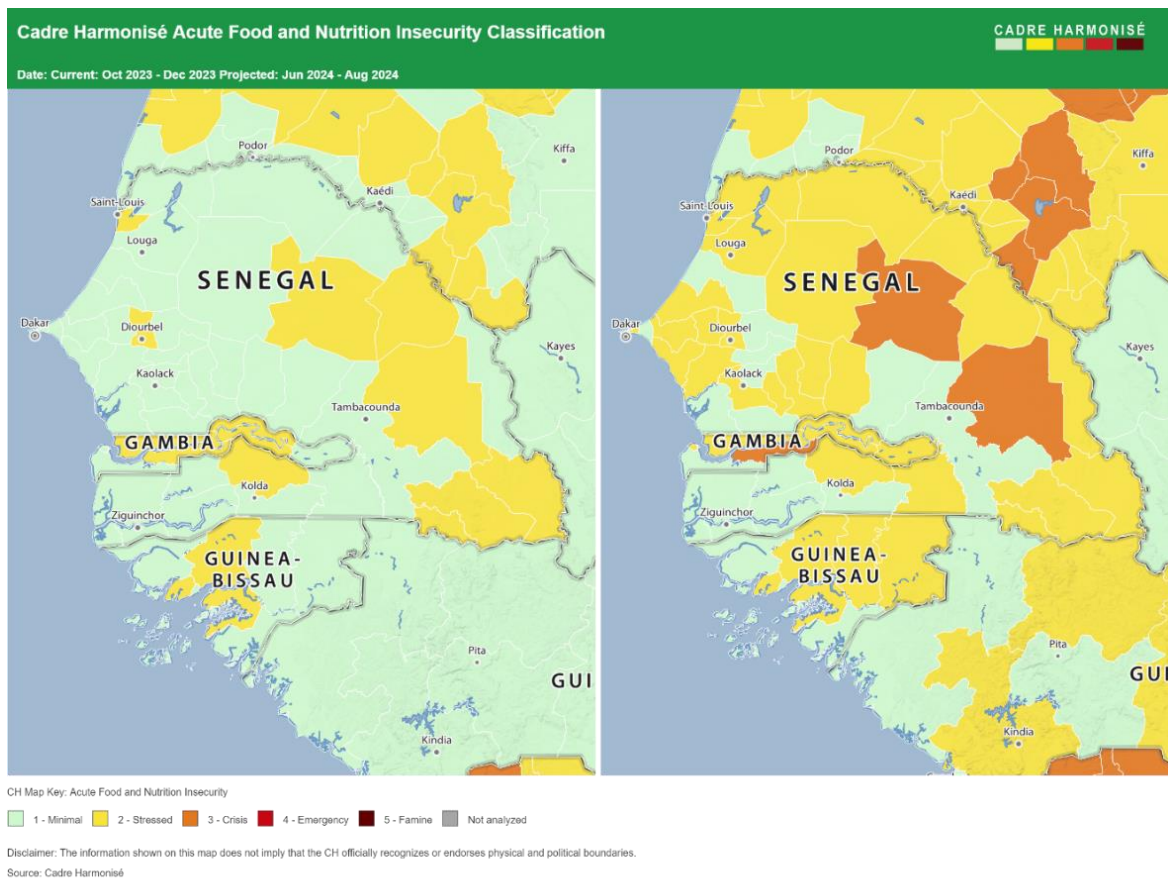 Cadre Harmonisé Acute Food and Nutrition Insecurity Classification
CADRE HARMONISÉ
Date: Current: Oct 2023 - Dec 2023 Projected: Jun 2024 - Aug 2024
Podor
Kiffa
Kaédi
Saint-Louis
Louga
SENEGAL
Dakar
Diourbel
Kayes
Kaolack
Tambacounda
GAMBIA
Kolda
Ziguinchor
GUINEA-
BISSAU
Pita
GUI
Kindia
Podor
Kiffa
Kaédi
Saint-Louis
Louga
SENEGAL
Dakar
Diourbel
Kayes
Kaolack
Tambacounda
GAMBIA
Kolda
Ziguinchor
GUINEA-
BISSAU
Pita
GUI
Kindia
CH Map Key: Acute Food and Nutrition Insecurity
1 - Minimal 2 - Stressed 3 - Crisis 4 - Emergency 5 - Famine Not analyzed
Disclaimer: The information shown on this map does not imply that the CH officially recognizes or endorses physical and political boundaries.
Source: Cadre Harmonisé